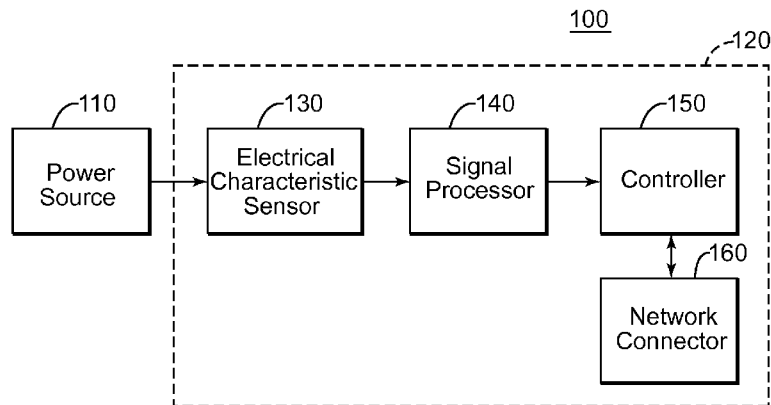 100
120
110
130
140
150
Power
Source
Electrical
Characteristic
Sensor
Signal
Processor
Controller
160
Network
Connector